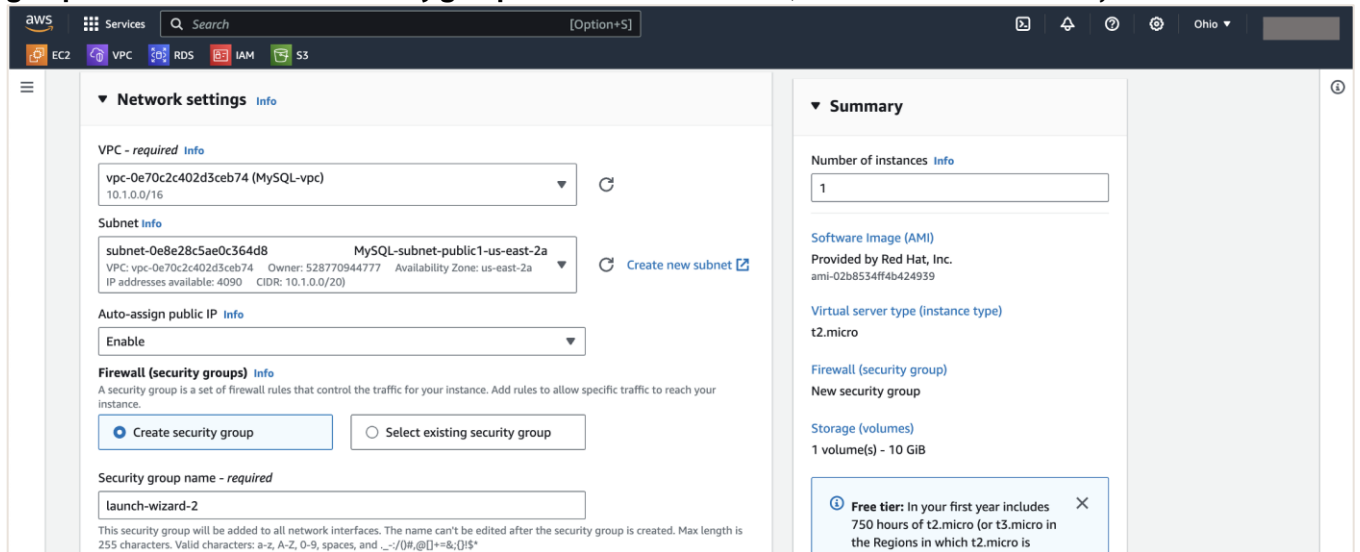 aws
Services
Search
[Option+S]
Ohio
EC2
VPC
RDS
IAM
S3
Network settings Info
VPC - required Info
vpc-0e70c2c402d3ceb74 (MySQL-vpc)
10.1.0.0/16
Subnet Info
subnet-0e8e28c5ae0c364d8 MySQL-subnet-public1-us-east-2a
VPC: vpc-0e70c2c402d3ceb74 Owner: 528770944777 Availability Zone: us-east-2a
IP addresses available: 4090 CIDR: 10.1.0.0/20)
Create new subnet
Auto-assign public IP Info
Enable
Firewall (security groups) Info
A security group is a set of firewall rules that control the traffic for your instance. Add rules to allow specific traffic to reach your
instance.
Create security group
Select existing security group
Security group name - required
launch-wizard-2
This security group will be added to all network interfaces. The name can't be edited after the security group is created. Max length is
255 characters. Valid characters: a-z, A-Z, 0-9, spaces, and ._-:/()#,@[]+=&;{}!$*
Summary
Number of instances Info
1
Software Image (AMI)
Provided by Red Hat, Inc.
ami-02b8534ff4b424939
Virtual server type (instance type)
t2.micro
Firewall (security group)
New security group
Storage (volumes)
1 volume(s) - 10 GiB
Free tier: In your first year includes
750 hours of t2.micro (or t3.micro in
the Regions in which t2.micro is